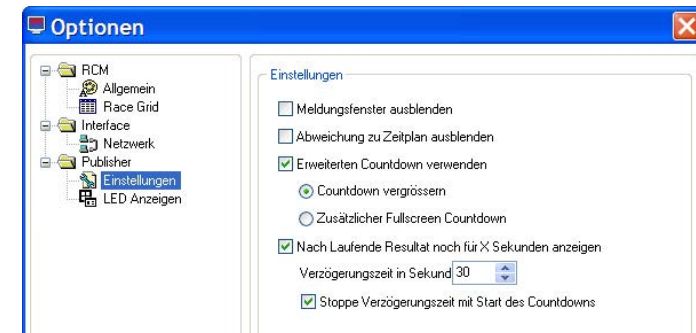 Optionen
RCM
Allgemein
Race Grid
Interface
Netzwerk
Publisher
Einstellungen
LED Anzeigen
Einstellungen
Meldungsfenster ausblenden
Abweichung zu Zeitplan ausblenden
Erweiterten Countdown verwenden
Countdown vergrössern
Zusätzlicher Fullscreen Countdown
Nach Laufende Resultat noch für X Sekunden anzeigen
Verzögerungszeit in Sekund 30
Stoppe Verzögerungszeit mit Start des Countdowns